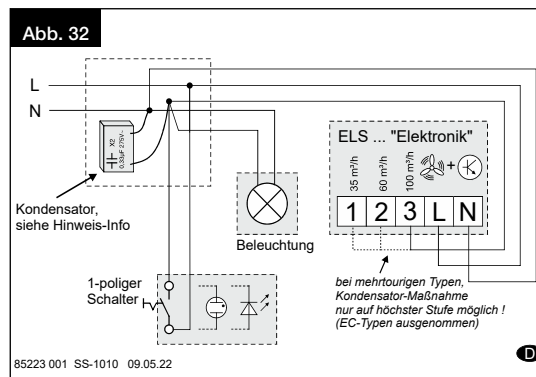 Abb. 32
L
N
X2
0.33µF 275V~
Kondensator,
siehe Hinweis-Info
Beleuchtung
ELS ... "Elektronik"
35 m³/h
60 m³/h
100 m³/h
+
1 2 3 L N
1-poliger
Schalter
bei mehrtourigen Typen,
Kondensator-Maßnahme
nur auf höchster Stufe möglich !
(EC-Typen ausgenommen)
85223 001 SS-1010 09.05.22
D